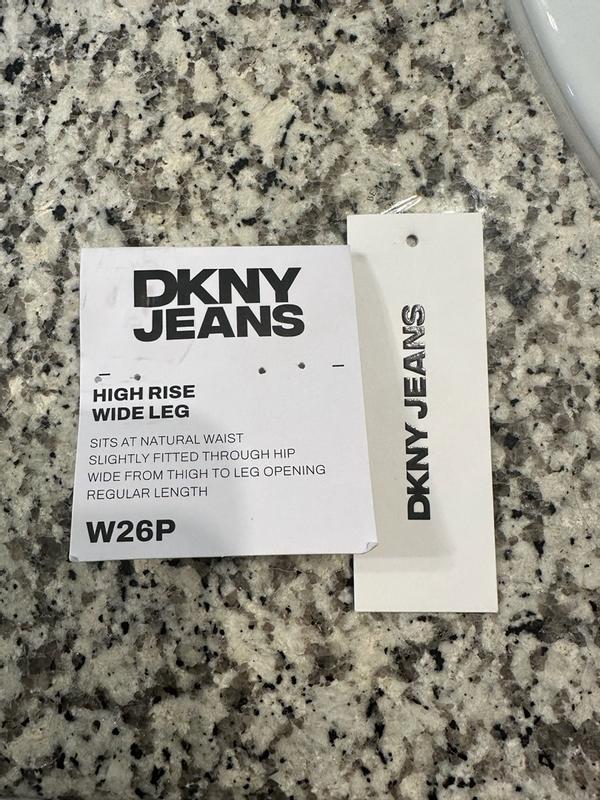 DKNY
JEANS
HIGH RISE
WIDE LEG
SITS AT NATURAL WAIST
SLIGHTLY FITTED THROUGH HIP
WIDE FROM THIGH TO LEG OPENING
REGULAR LENGTH
W26P
DKNY JEANS